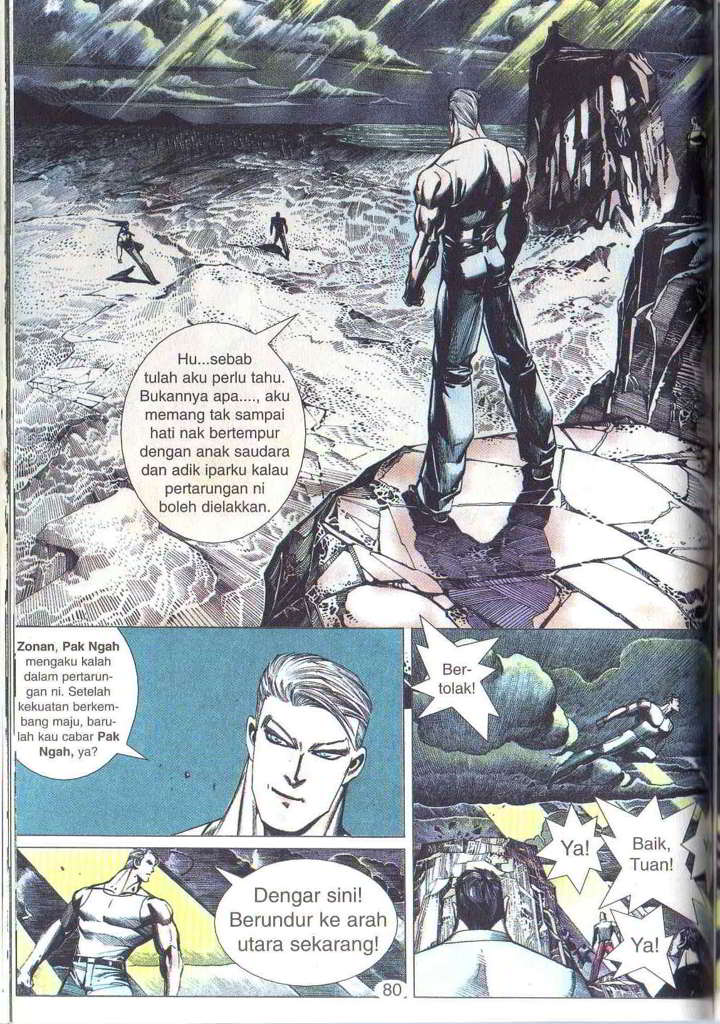 Hu...sebab
tulah aku perlu tahu.
Bukannya apa...., aku
memang tak sampai
hati nak bertempur
dengan anak saudara
dan adik iparku kalau
pertarungan ni
boleh dielakkan.
Zonan, Pak Ngah
mengaku kalah
dalam pertarun-
gan ni. Setelah
kekuatan berkem-
bang maju, baru-
lah kau cabar Pak
Ngah, ya?
Ber-
tolak!
Dengar sini!
Berundur ke arah
utara sekarang!
Ya!
Baik,
Tuan!
Ya!
80